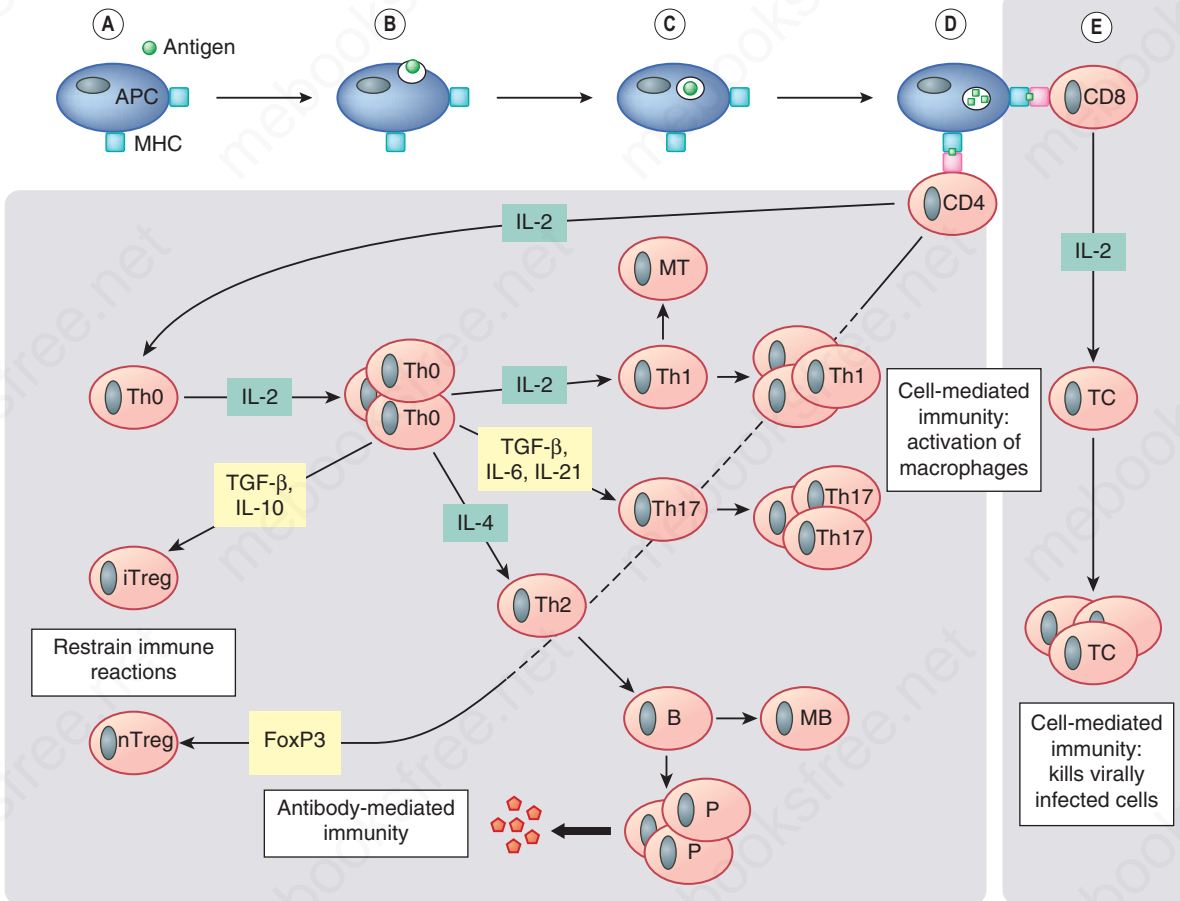 A
B
C
D
E
Antigen
APC
MHC
CD8
CD4
IL-2
IL-2
MT
Th0
IL-2
Th0
Th0
IL-2
Th1
Th1
Cell-mediated
immunity:
activation of
macrophages
TC
TGF-β,
IL-6, IL-21
TGF-β,
IL-10
IL-4
Th17
Th17
Th17
iTreg
Th2
Restrain immune
reactions
TC
nTreg
FoxP3
B
MB
Cell-mediated
immunity:
kills virally
infected cells
Antibody-mediated
immunity
P
P
mebooksfree.net